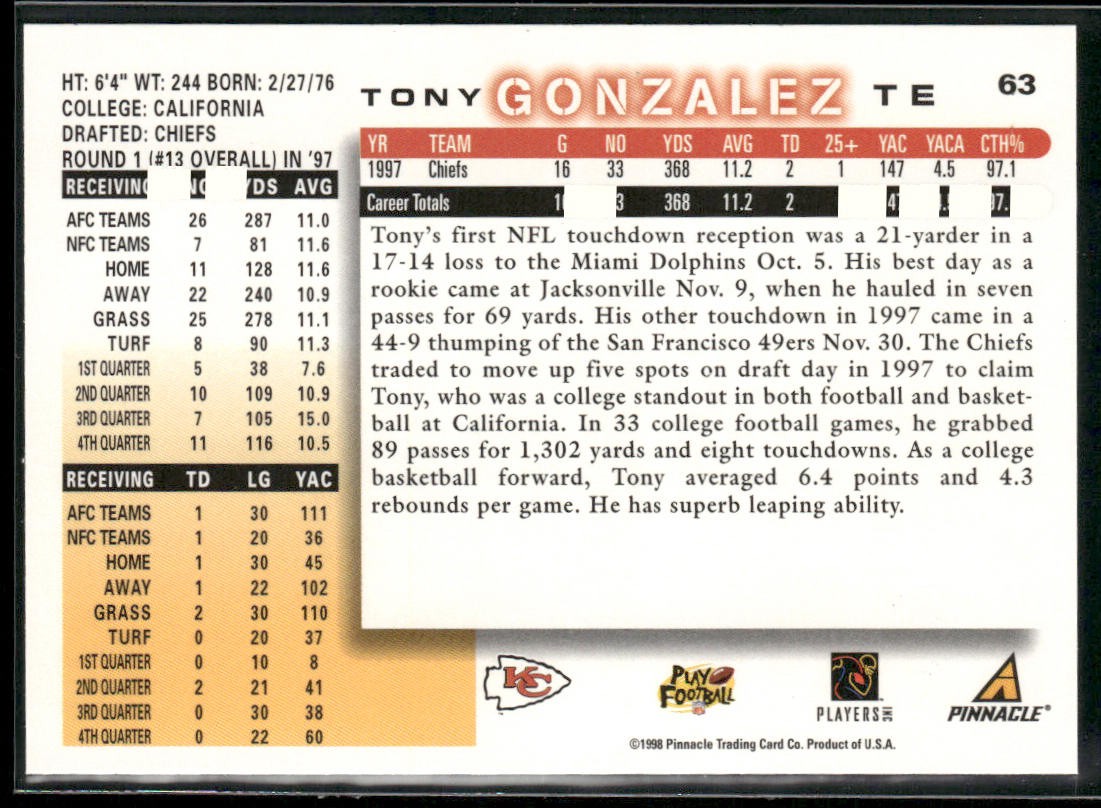 HT: 6'4" WT: 244 BORN: 2/27/76
COLLEGE: CALIFORNIA
DRAFTED: CHIEFS
ROUND 1 (#13 OVERALL) IN '97
TONY GONZALEZ TE 63
YR TEAM G NO YDS AVG TD 25+ YAC YACA CTH%
1997 Chiefs 16 33 368 11.2 2 1 147 4.5 97.1
Career Totals 368 11.2 2
RECEIVING AVG
AFC TEAMS 26 287 11.0
NFC TEAMS 7 81 11.6
HOME 11 128 11.6
AWAY 22 240 10.9
GRASS 25 278 11.1
TURF 8 90 11.3
1ST QUARTER 5 38 7.6
2ND QUARTER 10 109 10.9
3RD QUARTER 7 105 15.0
4TH QUARTER 11 116 10.5
RECEIVING TD LG YAC
AFC TEAMS 1 30 111
NFC TEAMS 1 20 36
HOME 1 30 45
AWAY 1 22 102
GRASS 2 30 110
TURF 0 20 37
1ST QUARTER 0 10 8
2ND QUARTER 2 21 41
3RD QUARTER 0 30 38
4TH QUARTER 0 22 60
Tony's first NFL touchdown reception was a 21-yarder in a
17-14 loss to the Miami Dolphins Oct. 5. His best day as a
rookie came at Jacksonville Nov. 9, when he hauled in seven
passes for 69 yards. His other touchdown in 1997 came in a
44-9 thumping of the San Francisco 49ers Nov. 30. The Chiefs
traded to move up five spots on draft day in 1997 to claim
Tony, who was a college standout in both football and basket-
ball at California. In 33 college football games, he grabbed
89 passes for 1,302 yards and eight touchdowns. As a college
basketball forward, Tony averaged 6.4 points and 4.3
rebounds per game. He has superb leaping ability.
KC
PLAY
FOOTBALL
PLAYERS INC
PINNACLE®
©1998 Pinnacle Trading Card Co. Product of U.S.A.